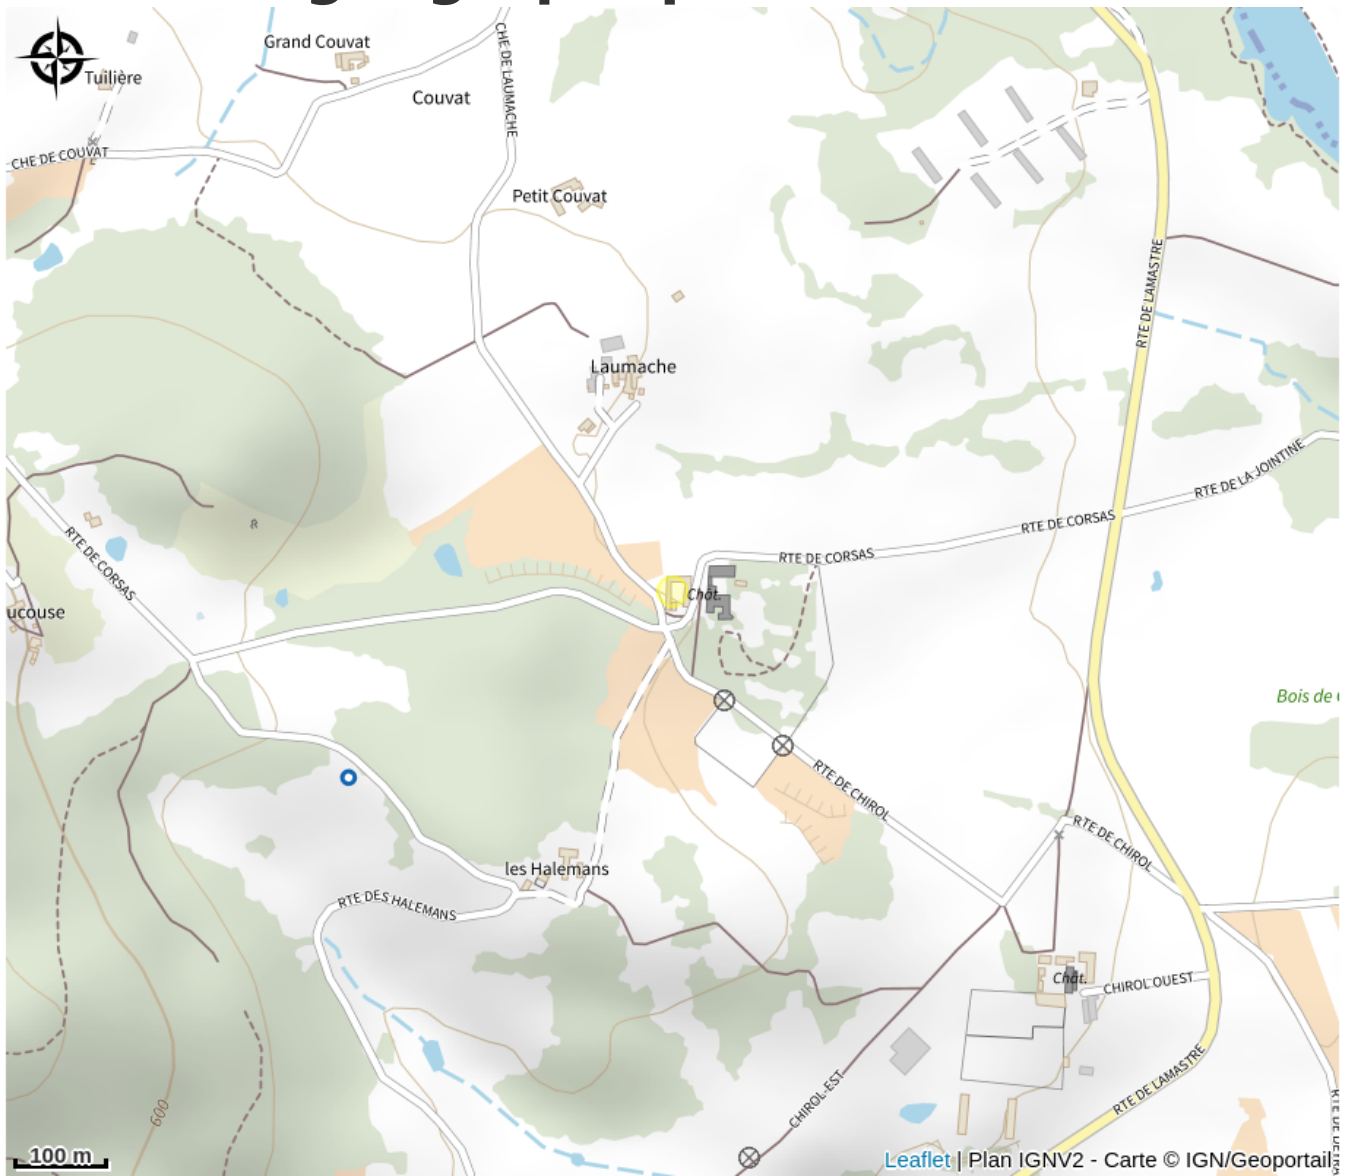 Grand Couvat
Tuilière
Couvat
CHE DE LAUMACHE
CHE DE COUVAT
Petit Couvat
RTE DE LAMASTRE
Laumache
RTE DE LA JOINTINE
RTE DE CORSAS
RTE DE CORSAS
RTE DE CORSAS
Chât.
ucouse
Bois de
RTE DE CHIROL
RTE DE CHIROL
les Halemans
RTE DES HALEMANS
Chât.
CHIROL OUEST
RTE DE LAMASTRE
CHIROL-EST
600
100 m
Leaflet | Plan IGNV2 - Carte © IGN/Geoportail